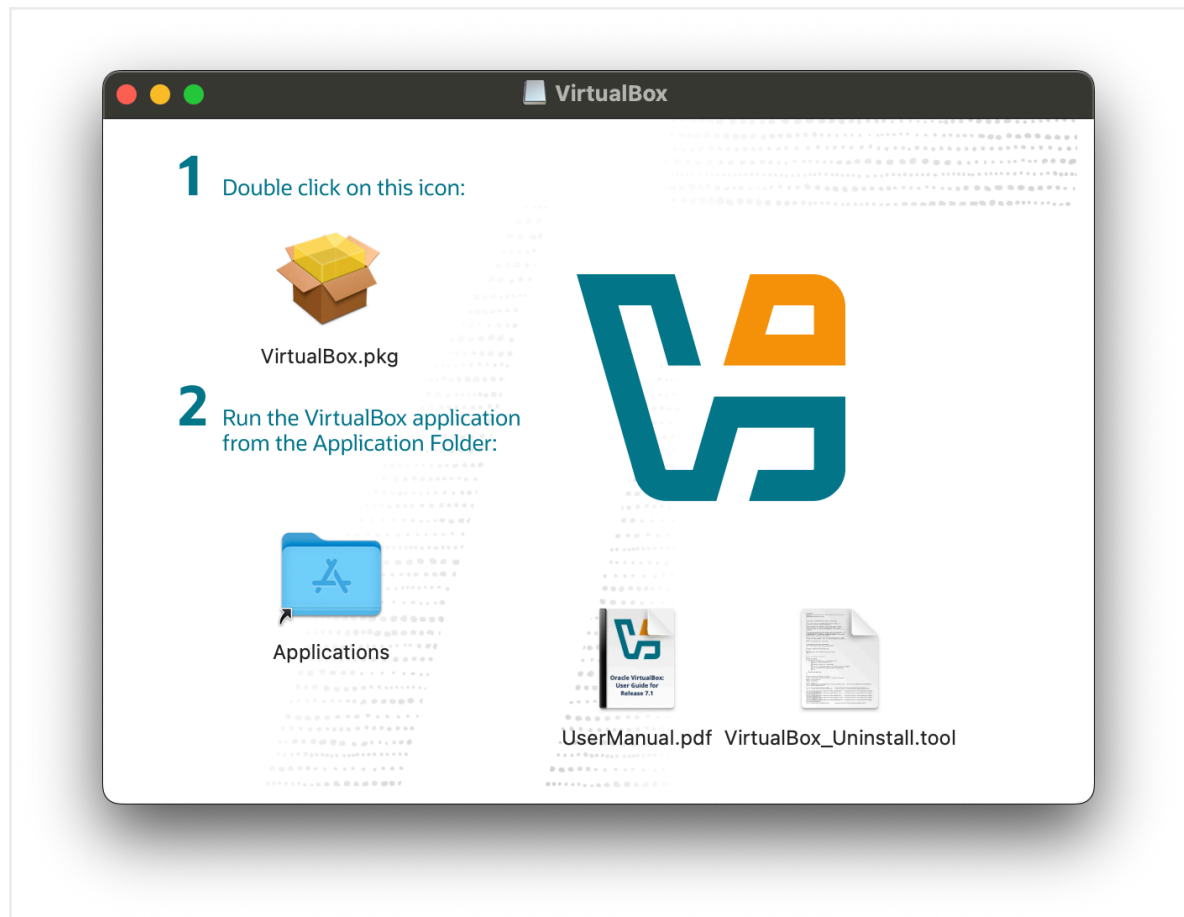 VirtualBox
1
Double click on this icon:
VirtualBox.pkg
2
Run the VirtualBox application
from the Application Folder:
Applications
Oracle VirtualBox:
User Guide for
Release 7.1
UserManual.pdf
VirtualBox_Uninstall.tool